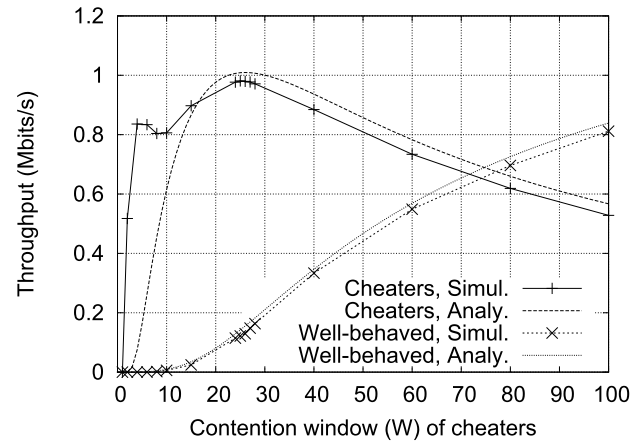 1.2
1
0.8
0.6
0.4
0.2
0
Throughput (Mbits/s)
Cheaters, Simul.
Cheaters, Analy.
Well-behaved, Simul.
Well-behaved, Analy.
0 10 20 30 40 50 60 70 80 90 100
Contention window (W) of cheaters